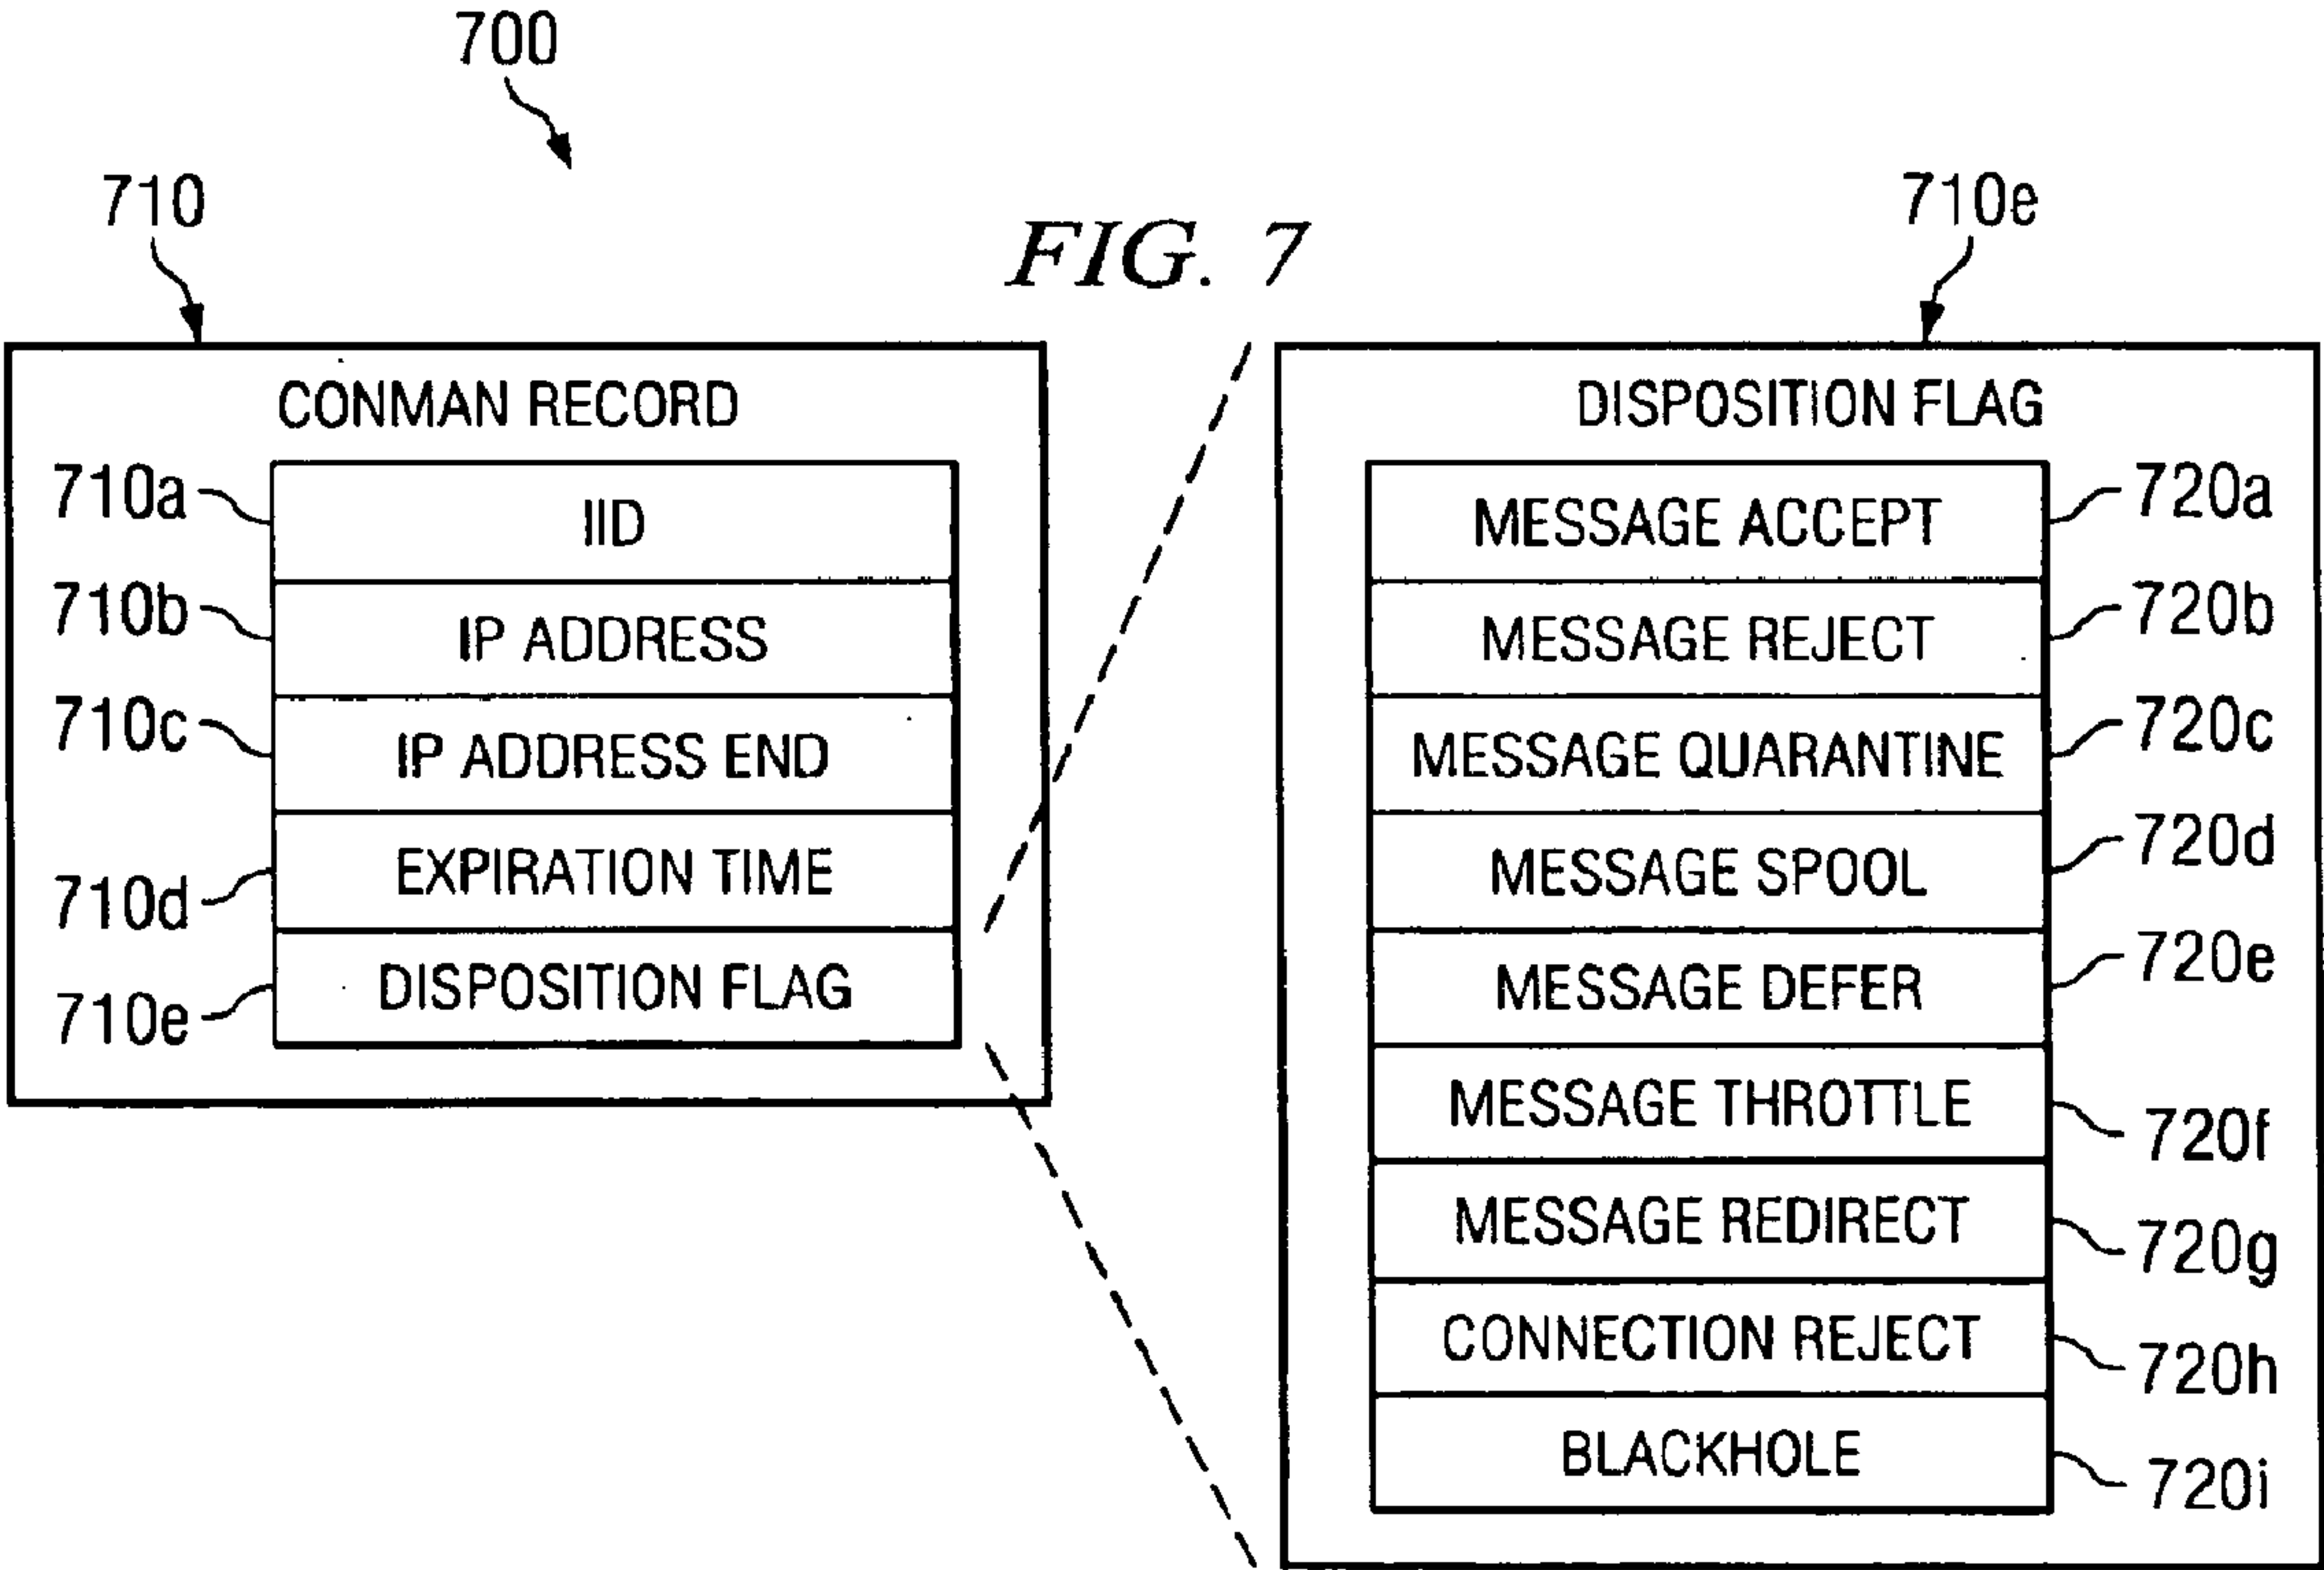 700
710
FIG. 7
710e
CONMAN RECORD
710a
IID
710b
IP ADDRESS
710c
IP ADDRESS END
710d
EXPIRATION TIME
710e
DISPOSITION FLAG
DISPOSITION FLAG
MESSAGE ACCEPT
720a
MESSAGE REJECT
720b
MESSAGE QUARANTINE
720c
MESSAGE SPOOL
720d
MESSAGE DEFER
720e
MESSAGE THROTTLE
720f
MESSAGE REDIRECT
720g
CONNECTION REJECT
720h
BLACKHOLE
720i